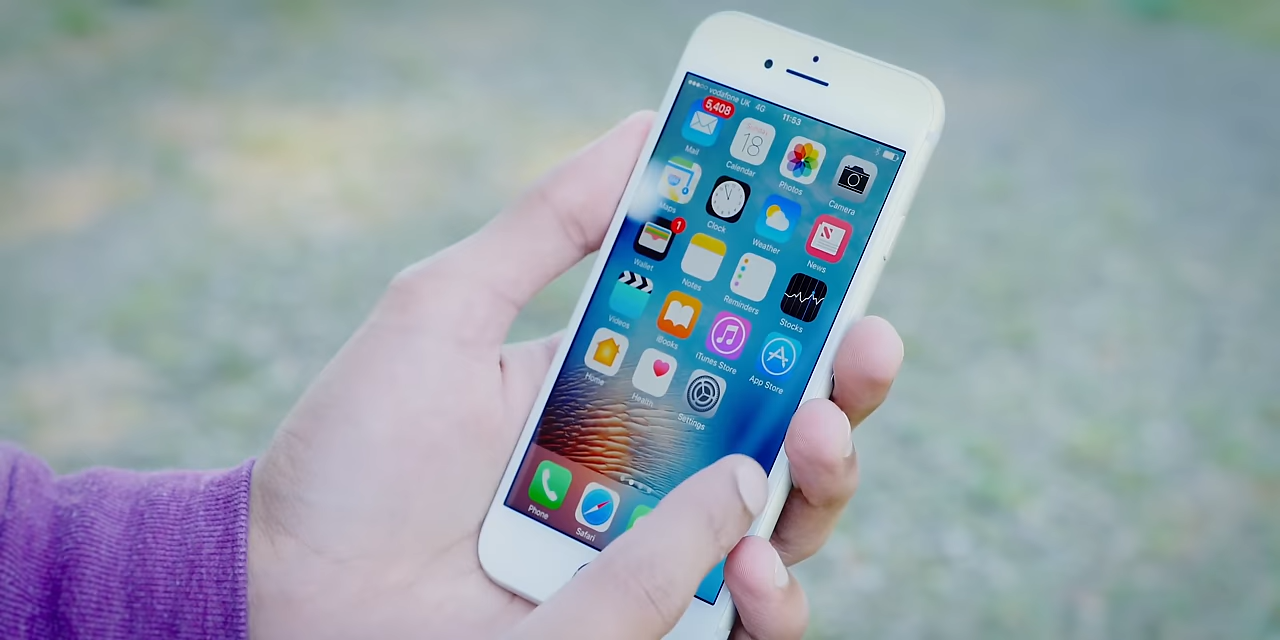 vodafone UK 4G
11:53
5,408
Mail
Calendar
Photos
Camera
18
Maps
Clock
Weather
News
1
Wallet
Notes
Reminders
Stocks
Videos
iBooks
iTunes Store
App Store
Home
Health
Settings
Phone
Safari